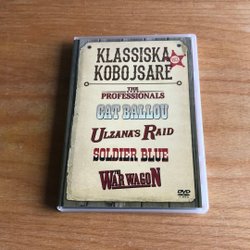 KLASSISKA
KOBOJSARE
THE
PROFESSIONALS
CAT BALLOU
ULZANA'S RAID
SOLDIER BLUE
THE WAR WAGON
DVD